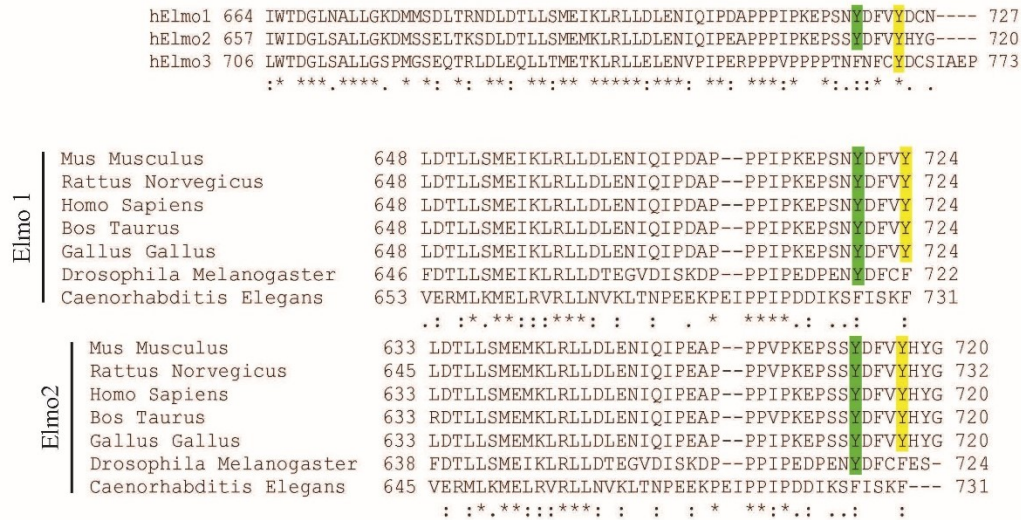 hElmo1 664 IWTDGLNALLGKDMMSDLTRNDLDTLLSMEIKLRLLDLENIQIPDAPPPIPKEPSNYDFVYDCN---- 727
hElmo2 657 IWIDGLSALLGKDMSSELTKSDLDTLLSMEMKLRLLDLENIQIPEAPPPIPKEPSSYDFVYHYG---- 720
hElmo3 706 LWTDGLSALLGSPMGSEQTRLDLEQLLTMETKLRLLELENVPIPERPPPVPPPPTNFNFCYDCSIAEP 773
:* ***.****. * *: *: **: **:** *****:***: **: ***:* *:.:: * . .
Elmo 1
Mus Musculus 648 LDTLLSMEIKLRLLDLENIQIPDAP--PPIPKEPSNYDFVY 724
Rattus Norvegicus 648 LDTLLSMEIKLRLLDLENIQIPDAP--PPIPKEPSNYDFVY 724
Homo Sapiens 648 LDTLLSMEIKLRLLDLENIQIPDAP--PPIPKEPSNYDFVY 724
Bos Taurus 648 LDTLLSMEIKLRLLDLENIQIPDAP--PPIPKEPSNYDFVY 724
Gallus Gallus 648 LDTLLSMEIKLRLLDLENIQIPDAP--PPIPKEPSNYDFVY 724
Drosophila Melanogaster 646 FDTLLSMEIKLRLLDTEGVDISKDP--PPIPEDPENYDFCF 722
Caenorhabditis Elegans 653 VERMLKMELRVRLLNVKLTNPEEKPEIPPIPDDIKSFISKF 731
.: :*.**:::***: : : . * ****.: .: :
Elmo2
Mus Musculus 633 LDTLLSMEMKLRLLDLENIQIPEAP--PPVPKEPSSYDFVYHYG 720
Rattus Norvegicus 645 LDTLLSMEMKLRLLDLENIQIPEAP--PPVPKEPSSYDFVYHYG 732
Homo Sapiens 633 LDTLLSMEMKLRLLDLENIQIPEAP--PPIPKEPSSYDFVYHYG 720
Bos Taurus 633 RDTLLSMEMKLRLLDLENIQIPEAP--PPVPKEPSSYDFVYHYG 720
Gallus Gallus 633 LDTLLSMEMKLRLLDLENIQIPEAP--PPIPKEPSSYDFVYHYG 720
Drosophila Melanogaster 638 FDTLLSMEIKLRLLDTEGVDISKDP--PPIPEDPENYDFCFES- 724
Caenorhabditis Elegans 645 VERMLKMELRVRLLNVKLTNPEEKPEIPPIPDDIKSFISKF--- 731
: :*.**:::***: : : . * **:*.: ..: :